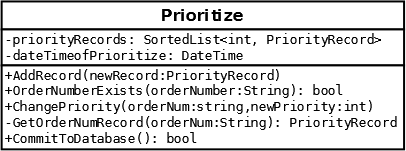 Prioritize
-priorityRecords: SortedList<int, PriorityRecord>
-dateTimeofPrioritize: DateTime
+AddRecord(newRecord:PriorityRecord)
+OrderNumberExists(orderNumber:String): bool
+ChangePriority(orderNum:string,newPriority:int)
-GetOrderNumRecord(orderNum:String): PriorityRecord
+CommitToDatabase(): bool